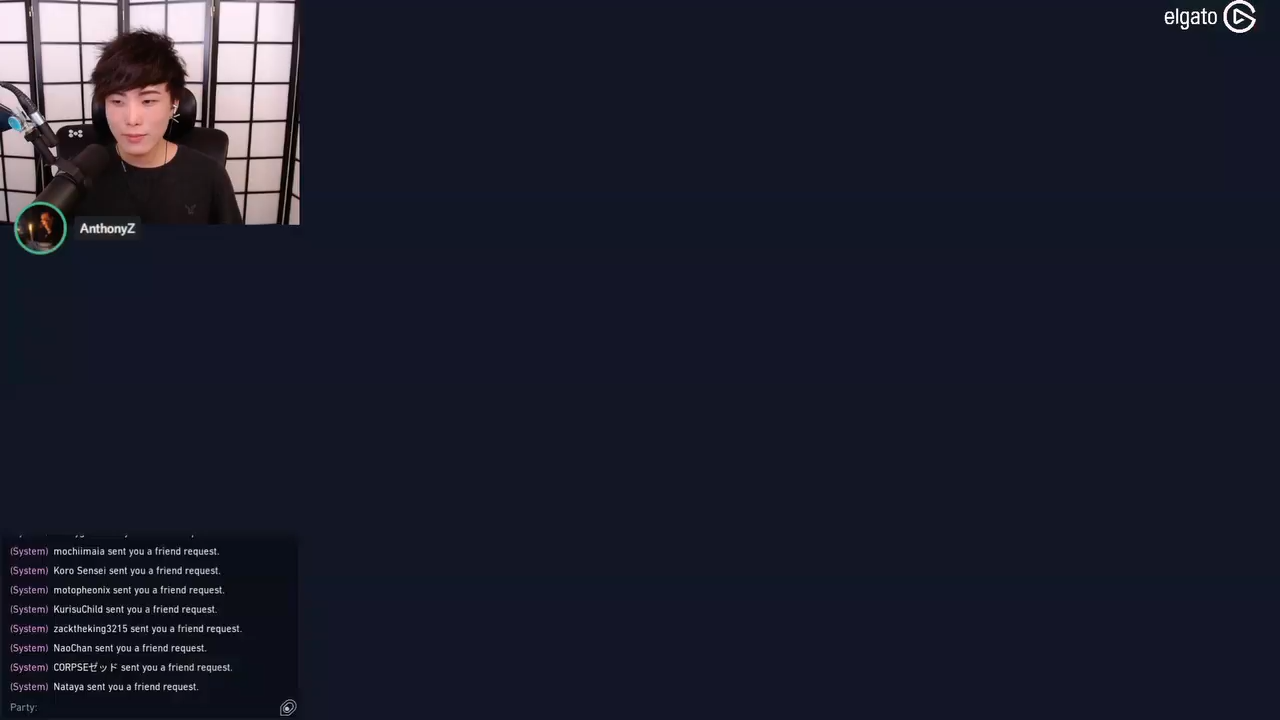 elgato
AnthonyZ
(System) mochiimaia sent you a friend request.
(System) Koro Sensei sent you a friend request.
(System) motopheonix sent you a friend request.
(System) KurisuChild sent you a friend request.
(System) zacktheking3215 sent you a friend request.
(System) NaoChan sent you a friend request.
(System) CORPSEゼッド sent you a friend request.
(System) Nataya sent you a friend request.
Party: